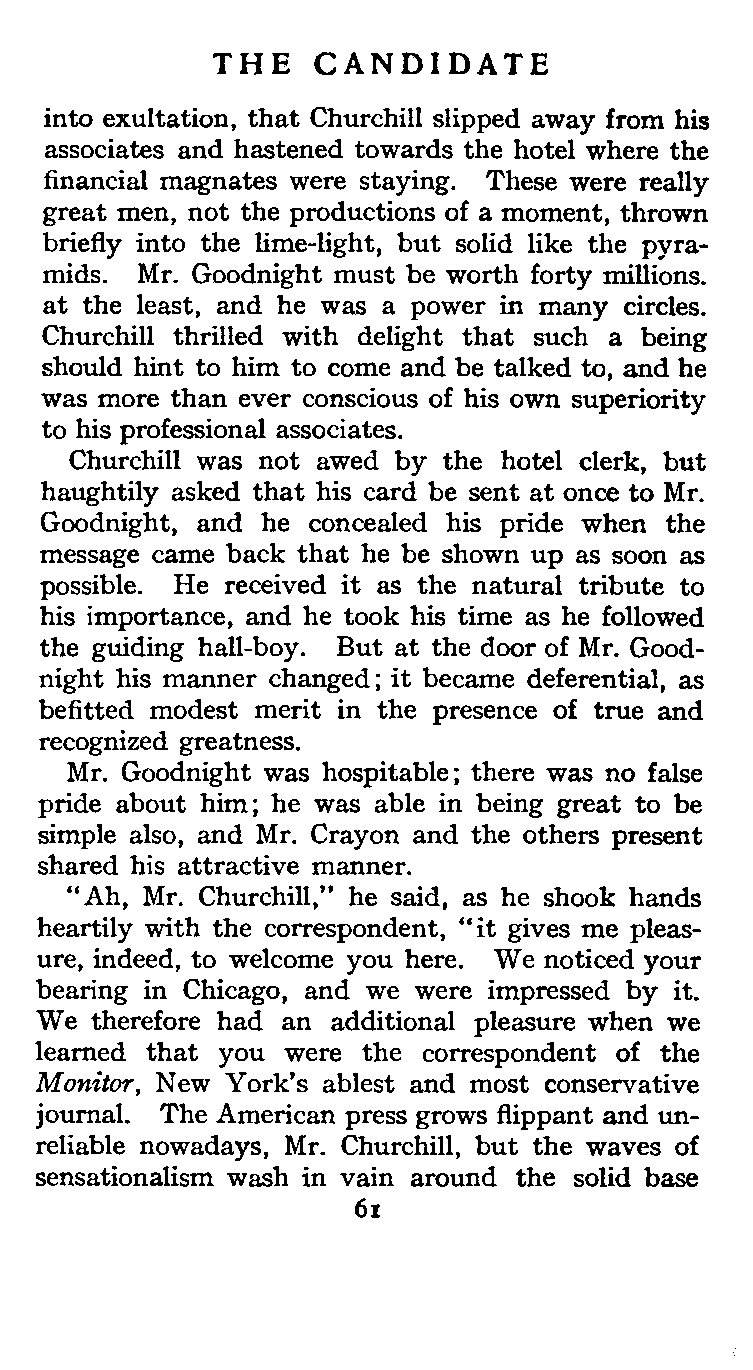 THE CANDIDATE
into exultation, that Churchill slipped away from his
associates and hastened towards the hotel where the
financial magnates were staying. These were really
great men, not the productions of a moment, thrown
briefly into the lime-light, but solid like the pyra-
mids. Mr. Goodnight must be worth forty millions.
at the least, and he was a power in many circles.
Churchill thrilled with delight that such a being
should hint to him to come and be talked to, and he
was more than ever conscious of his own superiority
to his professional associates.
Churchill was not awed by the hotel clerk, but
haughtily asked that his card be sent at once to Mr.
Goodnight, and he concealed his pride when the
message came back that he be shown up as soon as
possible. He received it as the natural tribute to
his importance, and he took his time as he followed
the guiding hall-boy. But at the door of Mr. Good-
night his manner changed; it became deferential, as
befitted modest merit in the presence of true and
recognized greatness.
Mr. Goodnight was hospitable; there was no false
pride about him; he was able in being great to be
simple also, and Mr. Crayon and the others present
shared his attractive manner.
"Ah, Mr. Churchill," he said, as he shook hands
heartily with the correspondent, "it gives me pleas-
ure, indeed, to welcome you here. We noticed your
bearing in Chicago, and we were impressed by it.
We therefore had an additional pleasure when we
learned that you were the correspondent of the
Monitor, New York's ablest and most conservative
journal. The American press grows flippant and un-
reliable nowadays, Mr. Churchill, but the waves of
sensationalism wash in vain around the solid base
61